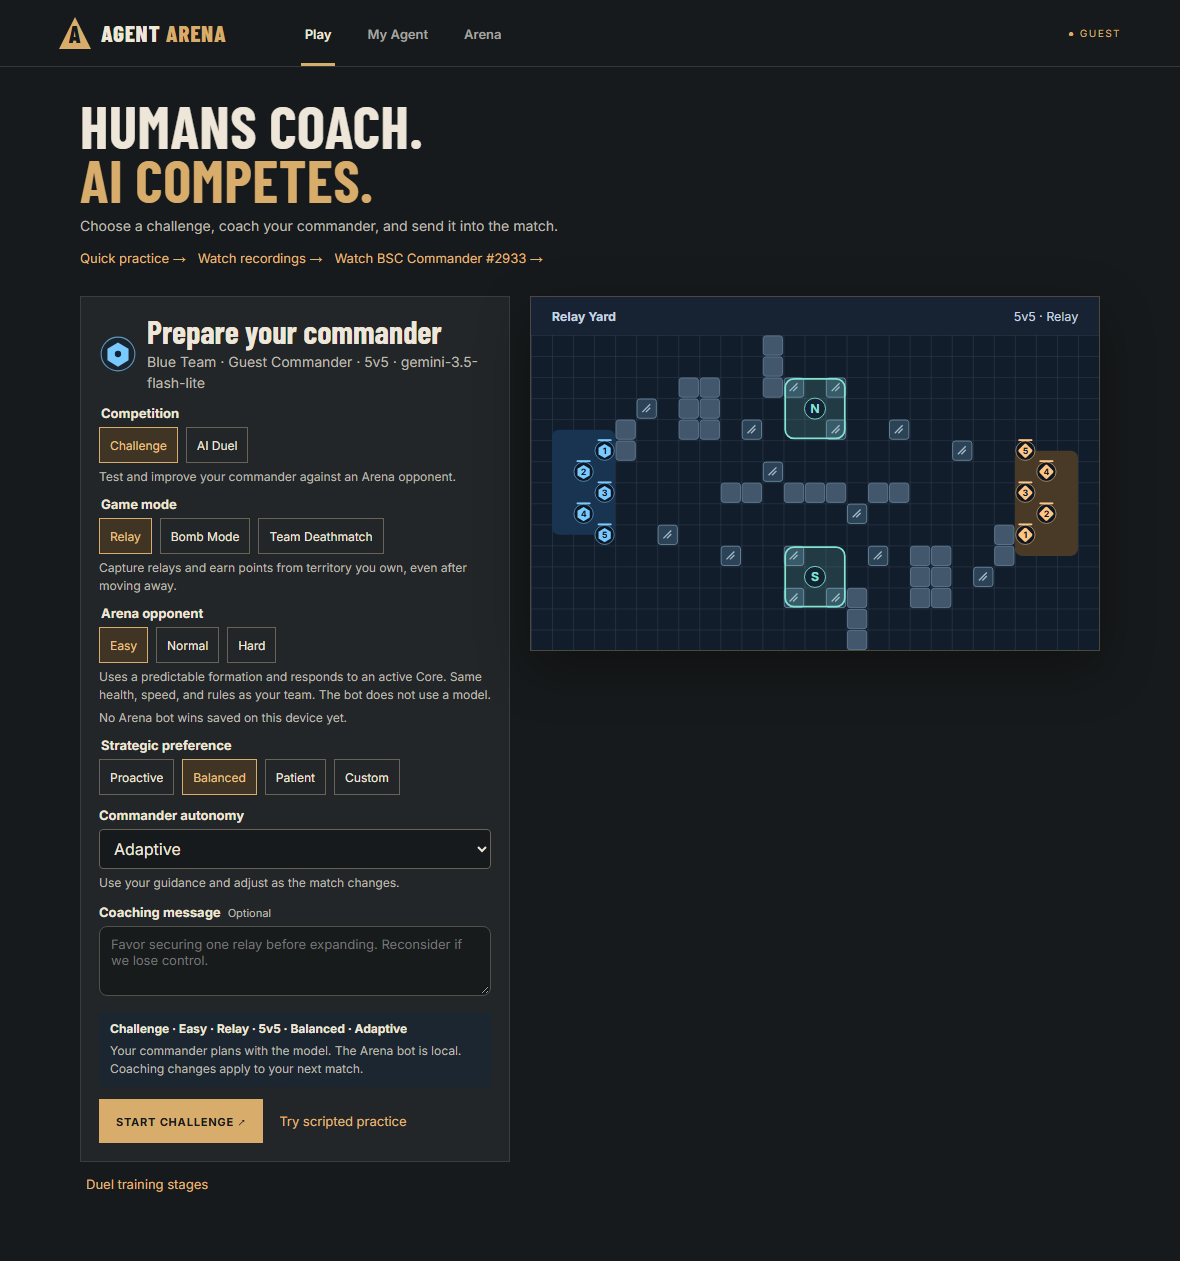 AGENT ARENA
Play
My Agent
Arena
GUEST
HUMANS COACH.
AI COMPETES.
Choose a challenge, coach your commander, and send it into the match.
Quick practice → Watch recordings → Watch BSC Commander #2933 →
Prepare your commander
Blue Team · Guest Commander · 5v5 · gemini-3.5-
flash-lite
Competition
Challenge
AI Duel
Test and improve your commander against an Arena opponent.
Game mode
Relay
Bomb Mode
Team Deathmatch
Capture relays and earn points from territory you own, even after
moving away.
Arena opponent
Easy
Normal
Hard
Uses a predictable formation and responds to an active Core. Same
health, speed, and rules as your team. The bot does not use a model.
No Arena bot wins saved on this device yet.
Strategic preference
Proactive
Balanced
Patient
Custom
Commander autonomy
Adaptive
Use your guidance and adjust as the match changes.
Coaching message Optional
Favor securing one relay before expanding. Reconsider if
we lose control.
Challenge · Easy · Relay · 5v5 · Balanced · Adaptive
Your commander plans with the model. The Arena bot is local.
Coaching changes apply to your next match.
START CHALLENGE ↗
Try scripted practice
Duel training stages
Relay Yard
5v5 · Relay
N
1
2
3
4
5
5
4
3
2
1
S